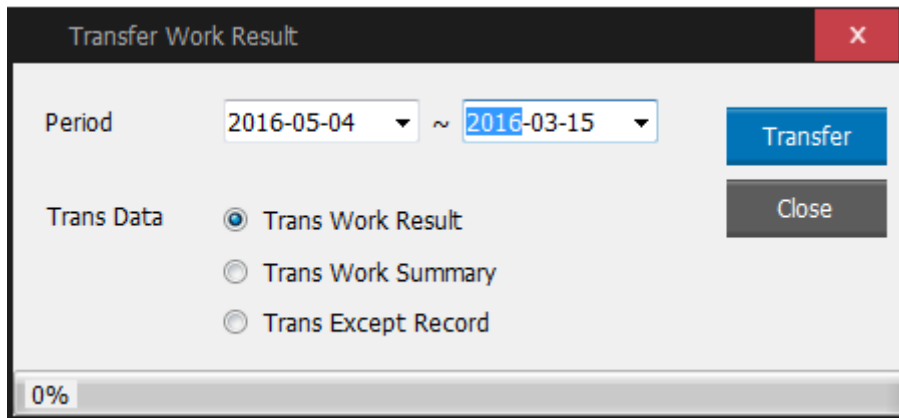 Transfer Work Result
x
Period 2016-05-04 ~ 2016-03-15
Transfer
Trans Data Trans Work Result
Close
Trans Work Summary
Trans Except Record
0%